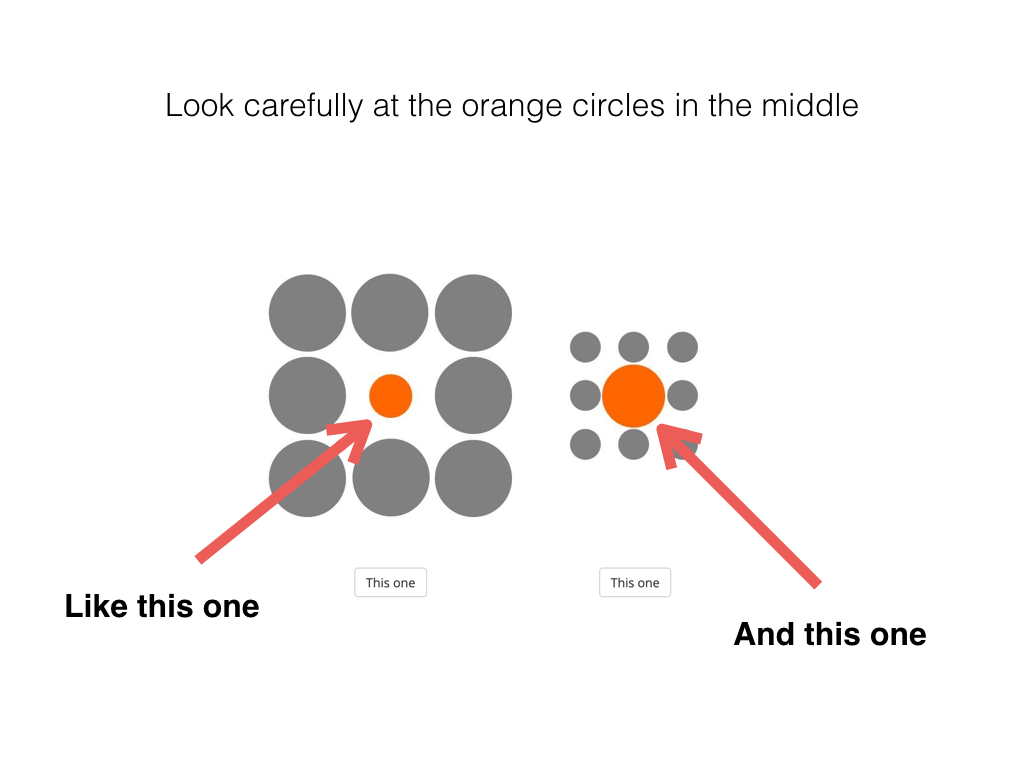 Look carefully at the orange circles in the middle
This one
This one
Like this one
And this one